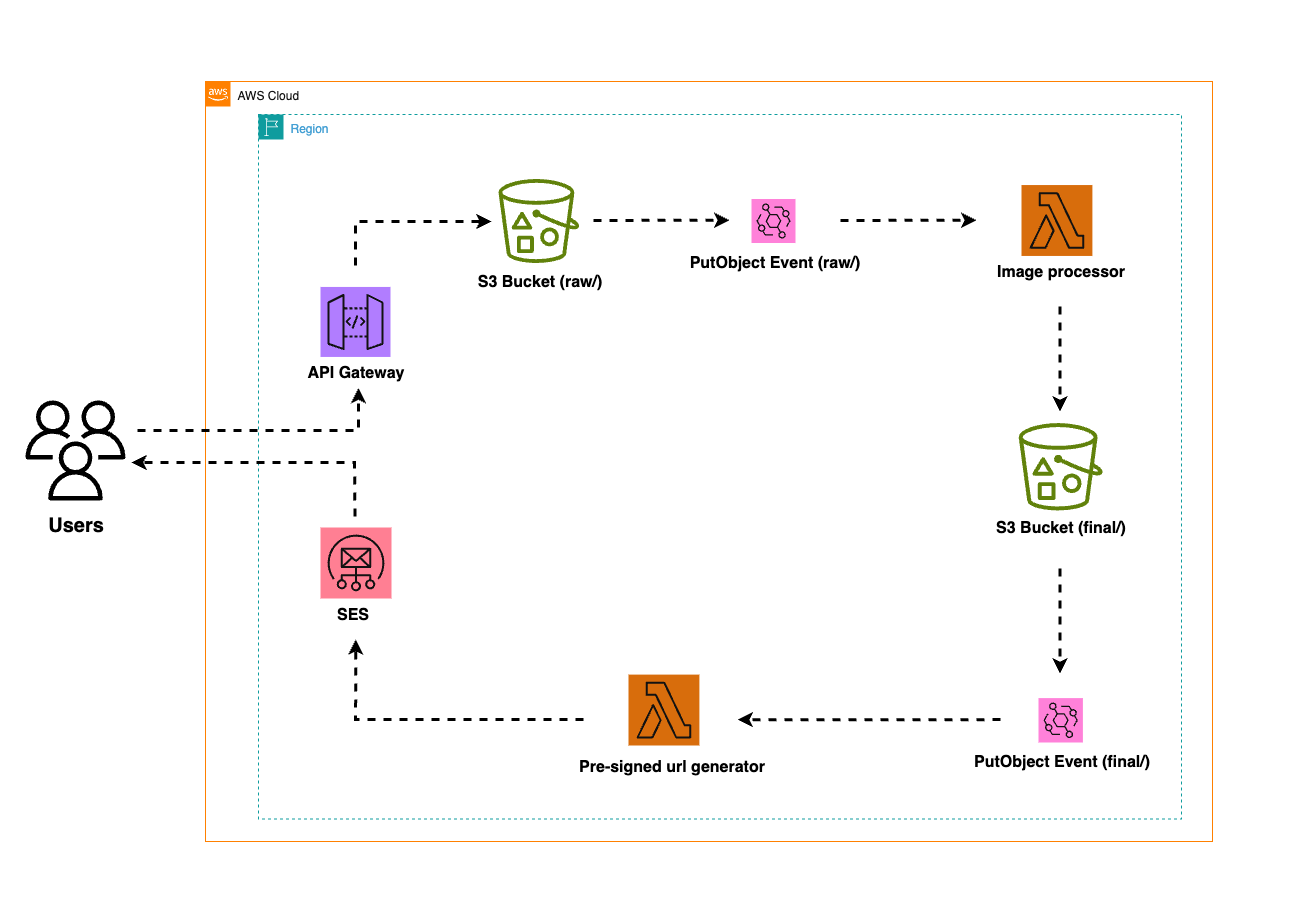 aws
AWS Cloud
Region
S3 Bucket (raw/)
PutObject Event (raw/)
Image processor
</>
API Gateway
S3 Bucket (final/)
Users
SES
Pre-signed url generator
PutObject Event (final/)